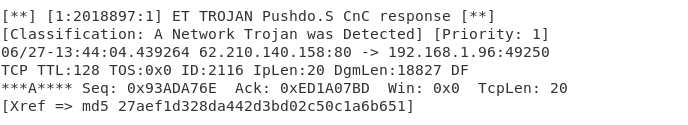 [**] [1:2018897:1] ET TROJAN Pushdo.S CnC response [**]
[Classification: A Network Trojan was Detected] [Priority: 1]
06/27-13:44:04.439264 62.210.140.158:80 -> 192.168.1.96:49250
TCP TTL:128 TOS:0x0 ID:2116 IpLen:20 DgmLen:18827 DF
***A**** Seq: 0x93ADA76E  Ack: 0xED1A07BD  Win: 0x0  TcpLen: 20
[Xref => md5 27aef1d328da442d3bd02c50c1a6b651]